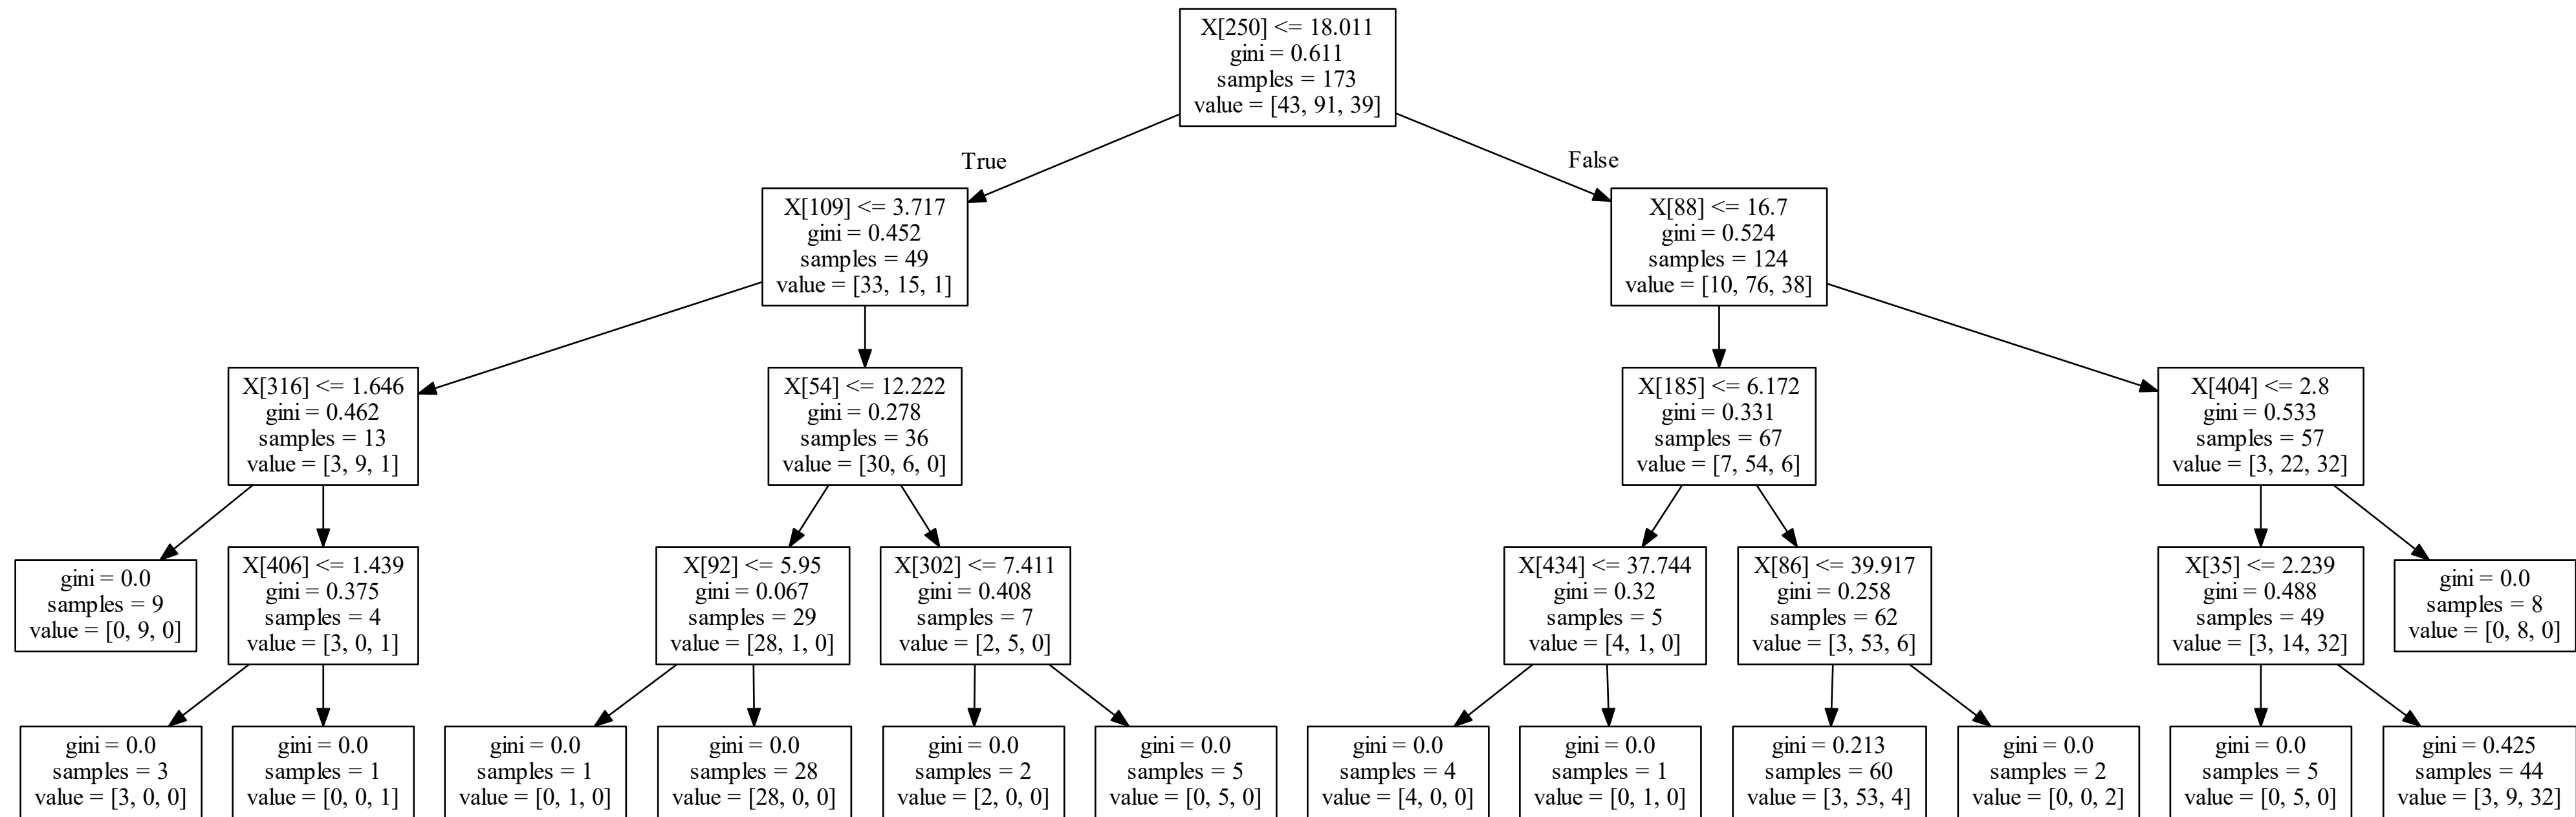 X[250] <= 18.011
gini = 0.611
samples = 173
value = [43, 91, 39]
True
False
X[109] <= 3.717
gini = 0.452
samples = 49
value = [33, 15, 1]
X[88] <= 16.7
gini = 0.524
samples = 124
value = [10, 76, 38]
X[316] <= 1.646
gini = 0.462
samples = 13
value = [3, 9, 1]
X[54] <= 12.222
gini = 0.278
samples = 36
value = [30, 6, 0]
X[185] <= 6.172
gini = 0.331
samples = 67
value = [7, 54, 6]
X[404] <= 2.8
gini = 0.533
samples = 57
value = [3, 22, 32]
gini = 0.0
samples = 9
value = [0, 9, 0]
X[406] <= 1.439
gini = 0.375
samples = 4
value = [3, 0, 1]
X[92] <= 5.95
gini = 0.067
samples = 29
value = [28, 1, 0]
X[302] <= 7.411
gini = 0.408
samples = 7
value = [2, 5, 0]
X[434] <= 37.744
gini = 0.32
samples = 5
value = [4, 1, 0]
X[86] <= 39.917
gini = 0.258
samples = 62
value = [3, 53, 6]
X[35] <= 2.239
gini = 0.488
samples = 49
value = [3, 14, 32]
gini = 0.0
samples = 8
value = [0, 8, 0]
gini = 0.0
samples = 3
value = [3, 0, 0]
gini = 0.0
samples = 1
value = [0, 0, 1]
gini = 0.0
samples = 1
value = [0, 1, 0]
gini = 0.0
samples = 28
value = [28, 0, 0]
gini = 0.0
samples = 2
value = [2, 0, 0]
gini = 0.0
samples = 5
value = [0, 5, 0]
gini = 0.0
samples = 4
value = [4, 0, 0]
gini = 0.0
samples = 1
value = [0, 1, 0]
gini = 0.213
samples = 60
value = [3, 53, 4]
gini = 0.0
samples = 2
value = [0, 0, 2]
gini = 0.0
samples = 5
value = [0, 5, 0]
gini = 0.425
samples = 44
value = [3, 9, 32]